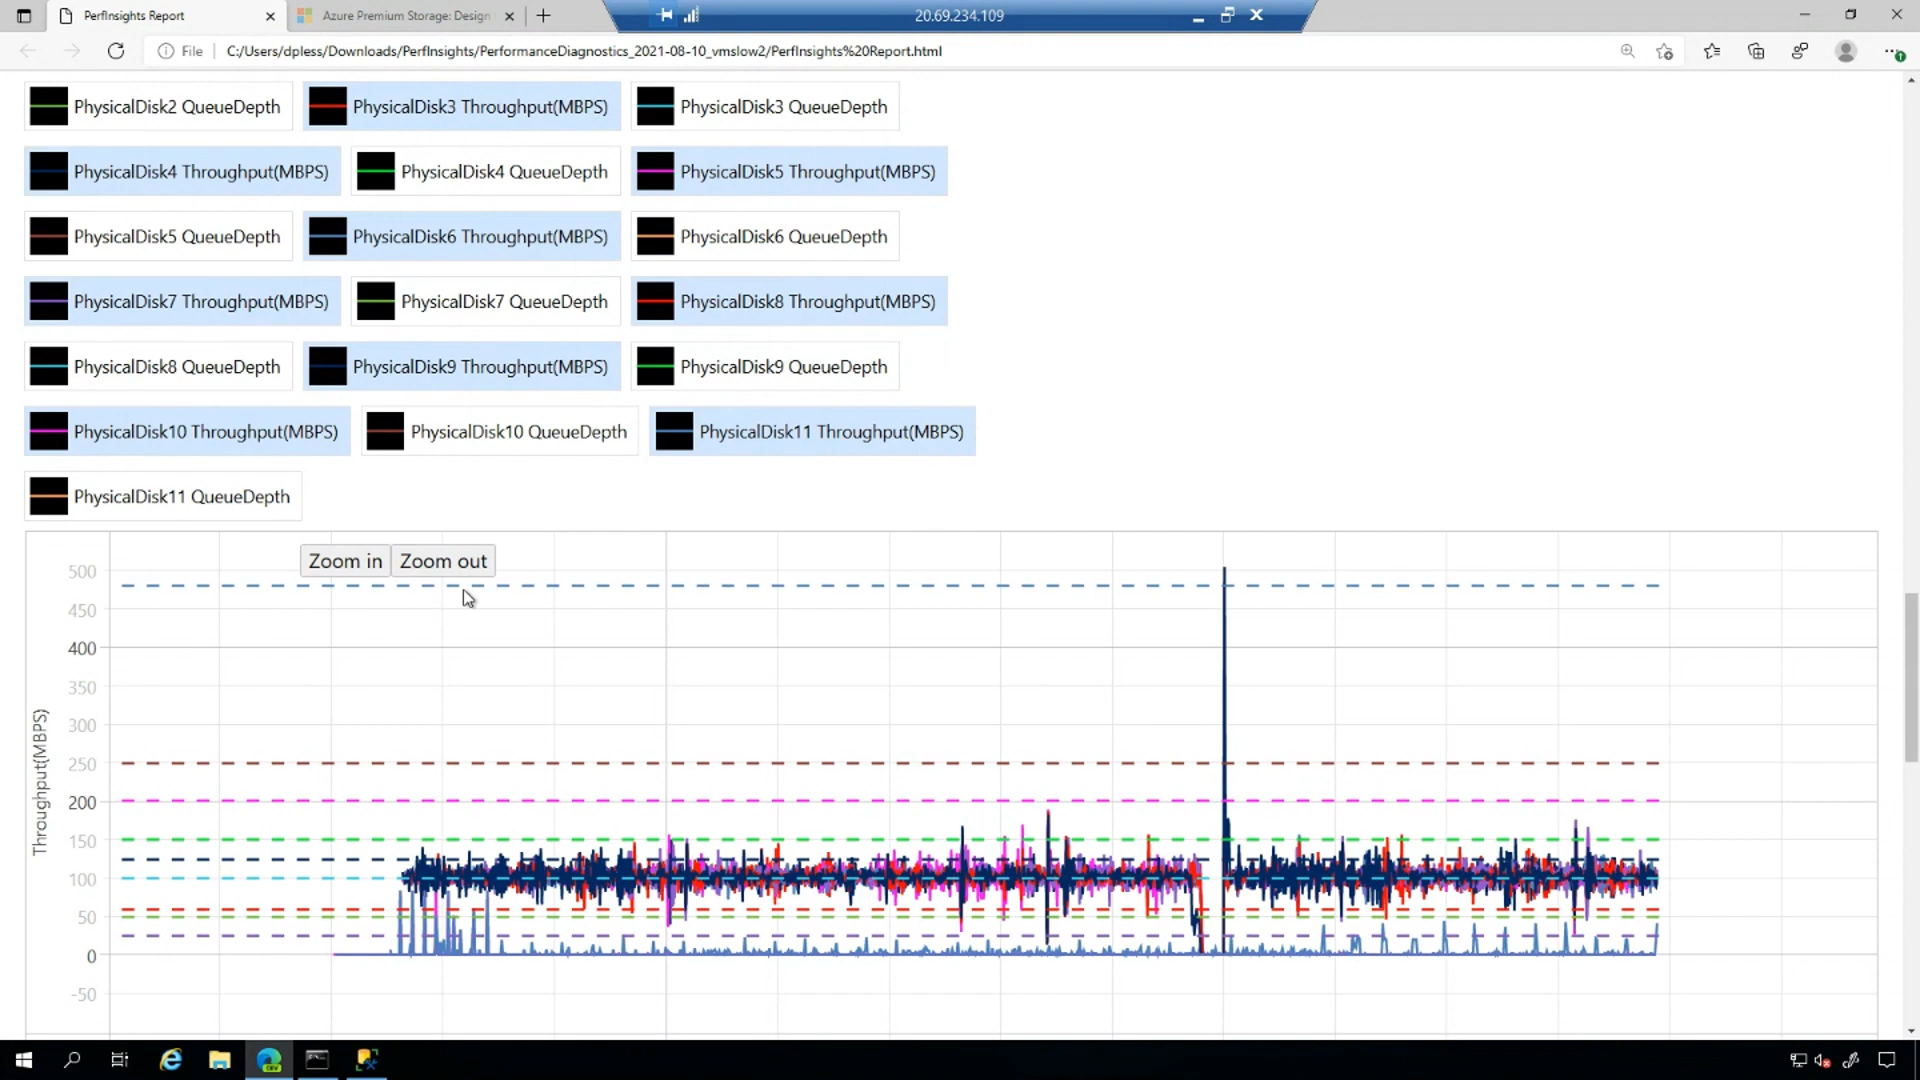 PerfInsights Report
Azure Premium Storage: Design
20.69.234.109
File
C:/Users/dpless/Downloads/PerfInsights/PerformanceDiagnostics_2021-08-10_vmslow2/PerfInsights%20Report.html
PhysicalDisk2 QueueDepth
PhysicalDisk3 Throughput(MBPS)
PhysicalDisk3 QueueDepth
PhysicalDisk4 Throughput(MBPS)
PhysicalDisk4 QueueDepth
PhysicalDisk5 Throughput(MBPS)
PhysicalDisk5 QueueDepth
PhysicalDisk6 Throughput(MBPS)
PhysicalDisk6 QueueDepth
PhysicalDisk7 Throughput(MBPS)
PhysicalDisk7 QueueDepth
PhysicalDisk8 Throughput(MBPS)
PhysicalDisk8 QueueDepth
PhysicalDisk9 Throughput(MBPS)
PhysicalDisk9 QueueDepth
PhysicalDisk10 Throughput(MBPS)
PhysicalDisk10 QueueDepth
PhysicalDisk11 Throughput(MBPS)
PhysicalDisk11 QueueDepth
Zoom in
Zoom out
Throughput(MBPS)
500
450
400
350
300
250
200
150
100
50
0
-50